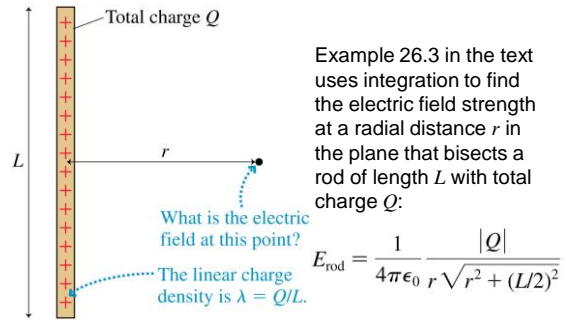 Total charge Q
L
r
What is the electric
field at this point?
The linear charge
density is λ = Q/L.
Example 26.3 in the text
uses integration to find
the electric field strength
at a radial distance r in
the plane that bisects a
rod of length L with total
charge Q:
E_rod = 1/(4πϵ₀) |Q|/(r√(r² + (L/2)²))